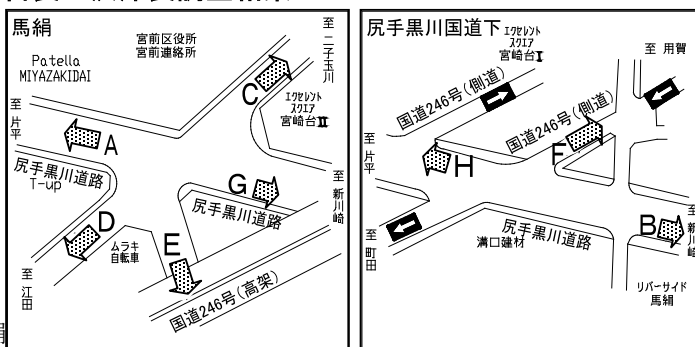 馬絹
宮前区役所
宮前連絡所
Patella
MIYAZAKIDAI
至二子玉川
C
エクセレント
スクエア
宮崎台Ⅱ
至片平
A
尻手黒川道路
T-up
G
至新川崎
尻手黒川道路
D
ムラキ
自転車
E
至江田
国道246号(高架)
尻手黒川国道下
エクセレント
スクエア
宮崎台Ⅱ
至 用賀
国道246号(側道)
国道246号(側道)
至片平
H
F
至町田
尻手黒川道路
溝口建材
B
至新川崎
リバーサイド
馬絹